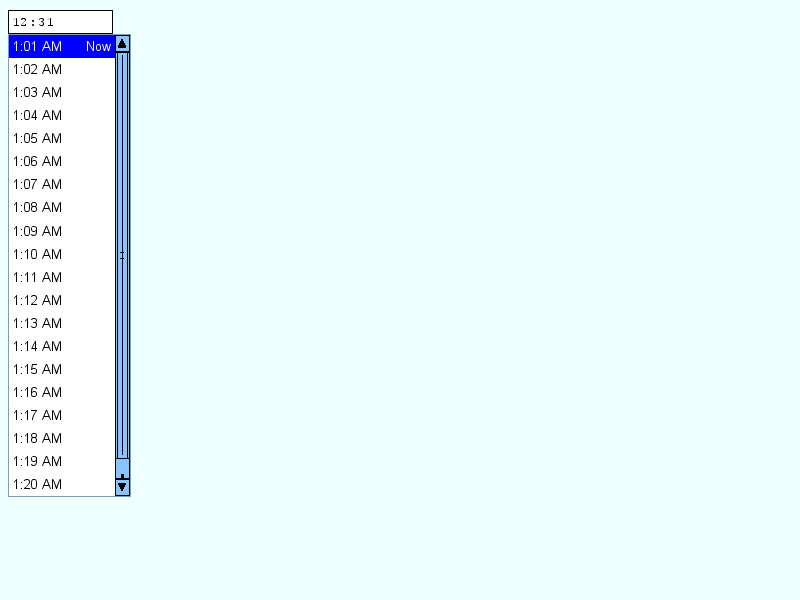 12:31
1:01 AM Now
1:02 AM
1:03 AM
1:04 AM
1:05 AM
1:06 AM
1:07 AM
1:08 AM
1:09 AM
1:10 AM
1:11 AM
1:12 AM
1:13 AM
1:14 AM
1:15 AM
1:16 AM
1:17 AM
1:18 AM
1:19 AM
1:20 AM